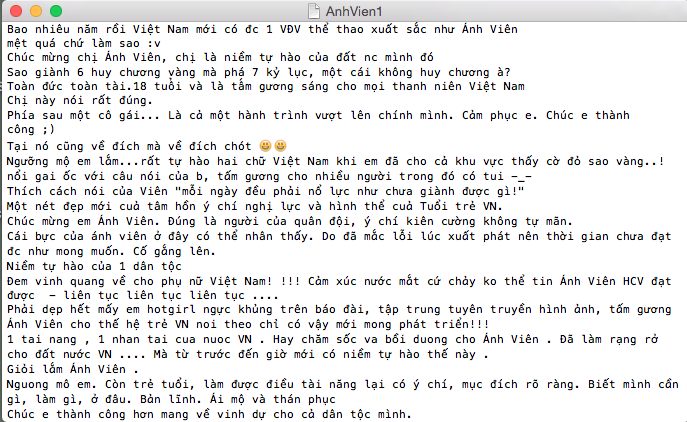 AnhVien1
Bao nhiêu năm rồi Việt Nam mới có đc 1 VĐV thể thao xuất sắc như Ánh Viên
mệt quá chứ làm sao :v
Chúc mừng chị Ánh Viên, chị là niềm tự hào của đất nc mình đó
Sao giành 6 huy chương vàng mà phá 7 kỷ lục, một cái không huy chương à?
Toàn đức toàn tài.18 tuổi và là tấm gương sáng cho mọi thanh niên Việt Nam
Chị này nói rất đúng.
Phía sau một cô gái... Là cả một hành trình vượt lên chính mình. Cảm phục e. Chúc e thành
công ;)
Tại nó cũng về đích mà về đích chót 😀😀
Ngưỡng mộ em lắm...rất tự hào hai chữ Việt Nam khi em đã cho cả khu vực thấy cờ đỏ sao vàng..!
nổi gai ốc với câu nói của b, tấm gương cho nhiều người trong đó có tui -_-
Thích cách nói của Viên "mỗi ngày đều phải nổ lực như chưa giành được gì!"
Một nét đẹp mới cuả tâm hồn ý chí nghị lực và hình thể cuả Tuổi trẻ VN.
Chúc mừng em Ánh Viên. Đúng là người của quân đội, ý chí kiên cường không tự mãn.
Cái bực của ánh viên ở đây có thể nhân thấy. Do đã mắc lỗi lúc xuất phát nên thời gian chưa đạt
đc như mong muốn. Cố gắng lên.
Niềm tự hào của 1 dân tộc
Đem vinh quang về cho phụ nữ Việt Nam! !!! Cảm xúc nước mắt cứ chảy ko thể tin Ánh Viên HCV đạt
được  - liên tục liên tục liên tục ....
Phải dẹp hết mấy em hotgirl ngực khủng trên báo đài, tập trung tuyên truyền hình ảnh, tấm gương
Ánh Viên cho thế hệ trẻ VN noi theo chỉ có vậy mới mong phát triển!!!
1 tai nang , 1 nhan tai cua nuoc VN . Hay chăm sốc va bồi duong cho Ánh Viên . Đã làm rạng rở
cho đất nước VN .... Mà từ trước đến giờ mới có niềm tự hào thế này .
Giỏi lắm Ánh Viên .
Nguong mô em. Còn trẻ tuổi, làm được điều tài năng lại có ý chí, mục đích rõ ràng. Biết mình cần
gì, làm gì, ở đâu. Bản lĩnh. Ái mộ và thán phục
Chúc e thành công hơn mang về vinh dự cho cả dân tộc mình.